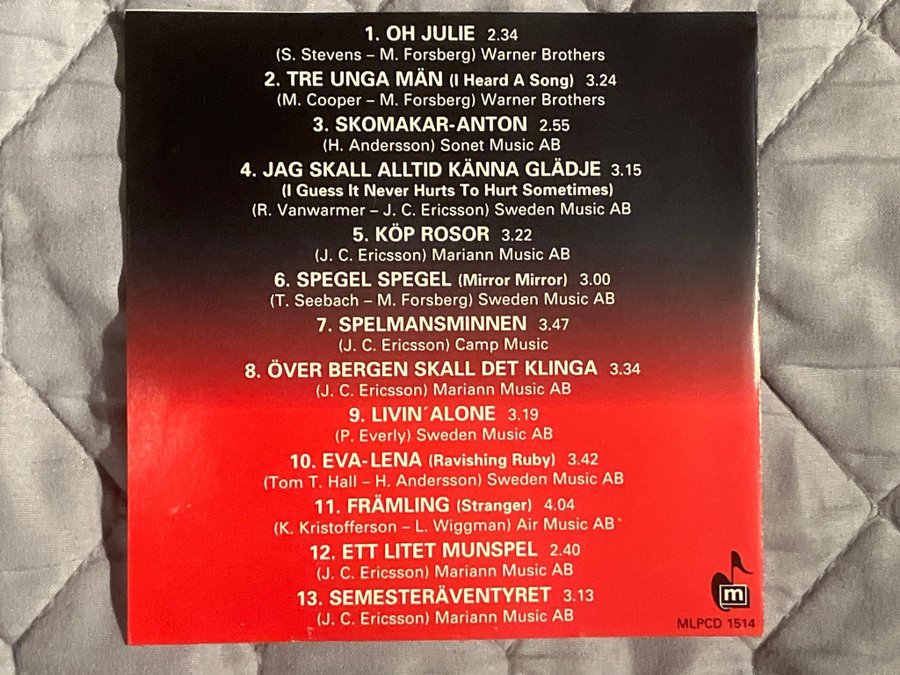 1. OH JULIE 2.34
(S. Stevens – M. Forsberg) Warner Brothers
2. TRE UNGA MÄN (I Heard A Song) 3.24
(M. Cooper – M. Forsberg) Warner Brothers
3. SKOMAKAR-ANTON 2.55
(H. Andersson) Sonet Music AB
4. JAG SKALL ALLTID KÄNNA GLÄDJE 3.15
(I Guess It Never Hurts To Hurt Sometimes)
(R. Vanwarmer – J. C. Ericsson) Sweden Music AB
5. KÖP ROSOR 3.22
(J. C. Ericsson) Mariann Music AB
6. SPEGEL SPEGEL (Mirror Mirror) 3.00
(T. Seebach – M. Forsberg) Sweden Music AB
7. SPELMANSMINNEN 3.47
(J. C. Ericsson) Camp Music
8. ÖVER BERGEN SKALL DET KLINGA 3.34
(J. C. Ericsson) Mariann Music AB
9. LIVIN´ALONE 3.19
(P. Everly) Sweden Music AB
10. EVA-LENA (Ravishing Ruby) 3.42
(Tom T. Hall – H. Andersson) Sweden Music AB
11. FRÄMLING (Stranger) 4.04
(K. Kristofferson – L. Wiggman) Air Music AB
12. ETT LITET MUNSPEL 2.40
(J. C. Ericsson) Mariann Music AB
13. SEMESTERÄVENTYRET 3.13
(J. C. Ericsson) Mariann Music AB
m
MLPCD 1514